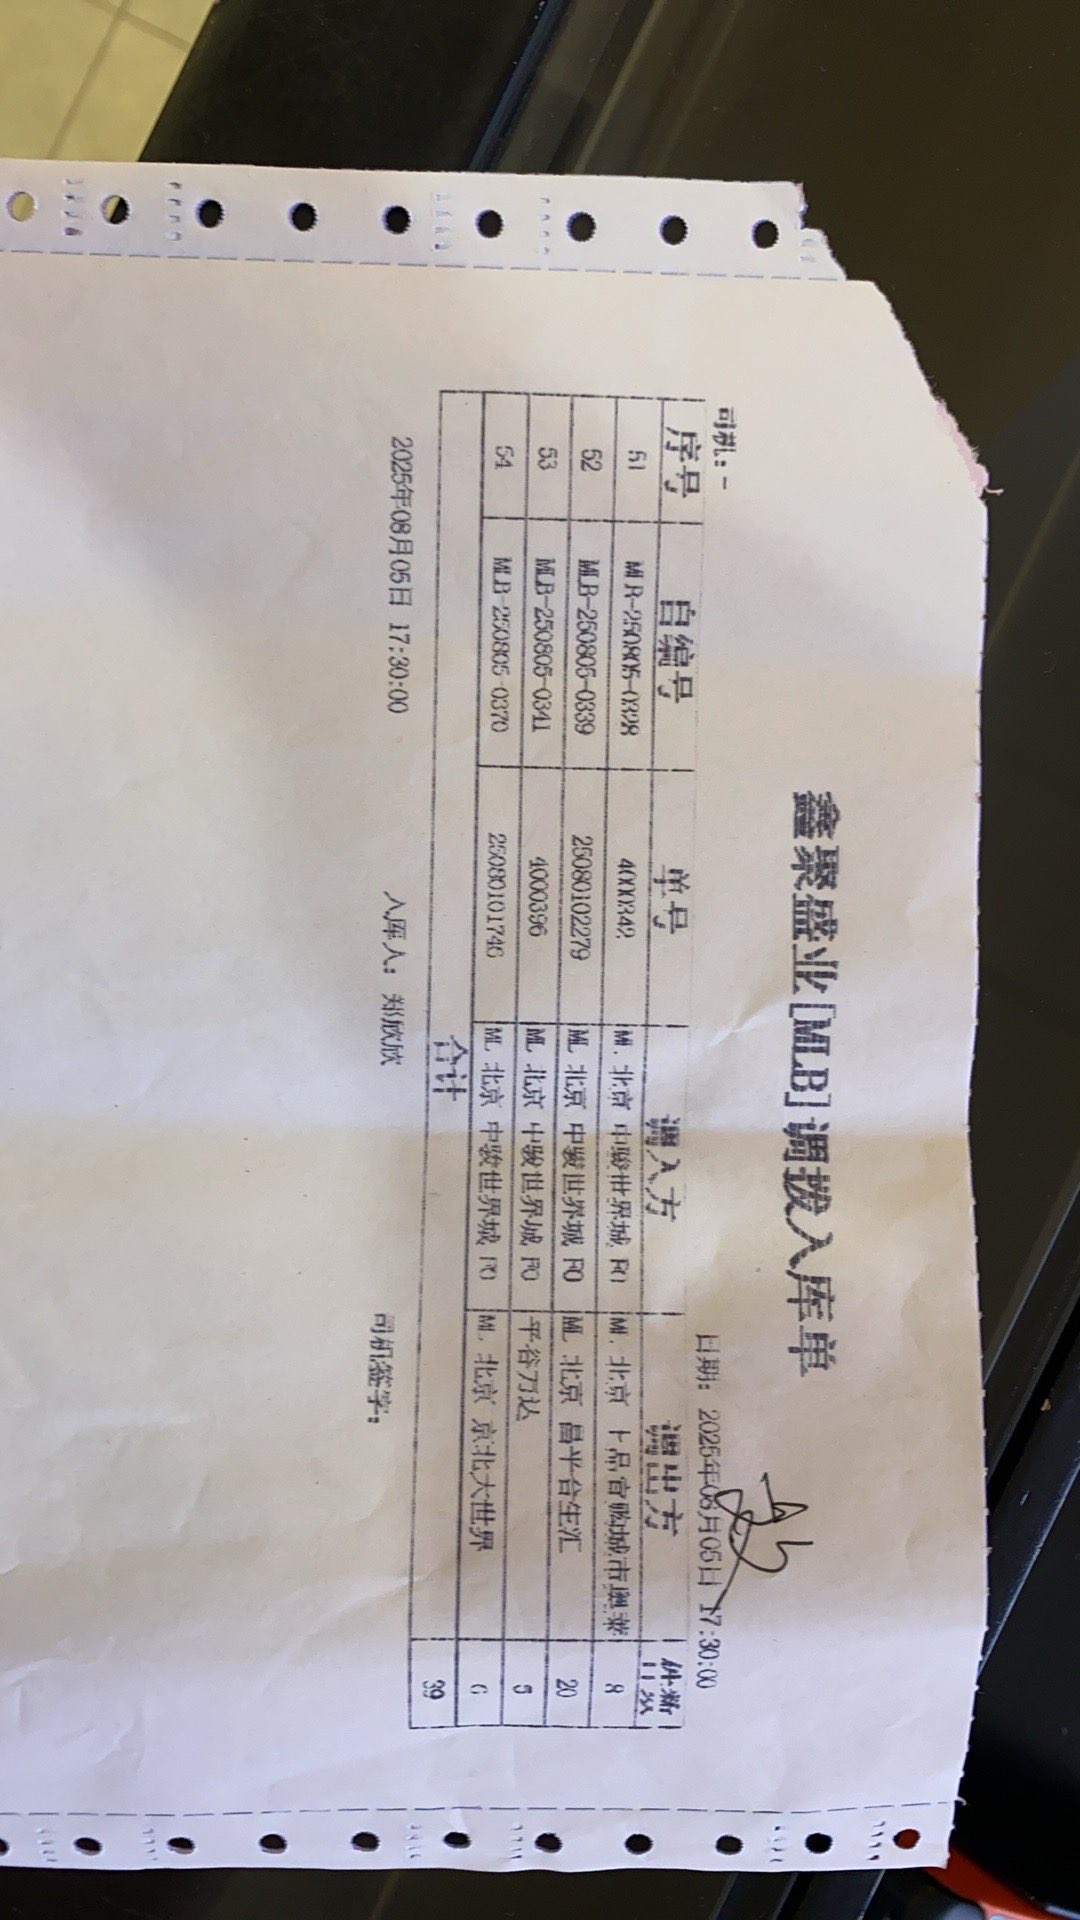 鑫聚盛业[MLB]调拨入库单
司机：- 日期：2025年08月05日 17:30:00
序号 自编号 单号 调入方 调出方 件数
51 MLB-250805-0328 4000342 ML 北京 中骏世界城 FO ML 北京 上品官购城市奥莱 8
52 MLB-250805-0339 25080102279 ML 北京 中骏世界城 FO ML 北京 昌平合生汇 20
53 MLB-250805-0341 4000396 ML 北京 中骏世界城 FO 平谷万达 5
54 MLB-250805-0370 25080101746 ML 北京 中骏世界城 FO ML 北京 京北大世界 6
合计 39
2025年08月05日 17:30:00 入库人：郑欣欣 司机签字：